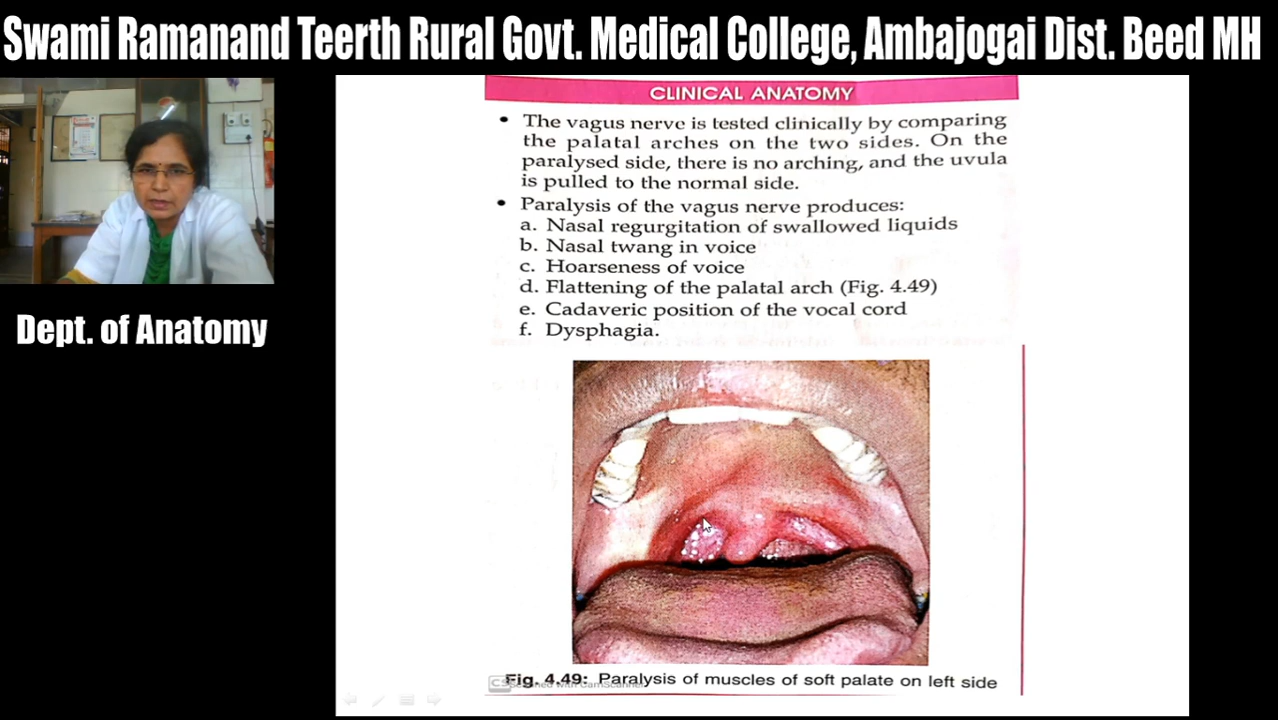 Swami Ramanand Teerth Rural Govt. Medical College, Ambajogai Dist. Beed MH
Dept. of Anatomy
CLINICAL ANATOMY
• The vagus nerve is tested clinically by comparing
the palatal arches on the two sides. On the
paralysed side, there is no arching, and the uvula
is pulled to the normal side.
• Paralysis of the vagus nerve produces:
a. Nasal regurgitation of swallowed liquids
b. Nasal twang in voice
c. Hoarseness of voice
d. Flattening of the palatal arch (Fig. 4.49)
e. Cadaveric position of the vocal cord
f. Dysphagia.
Fig. 4.49: Paralysis of muscles of soft palate on left side
CS Scanned with CamScanner